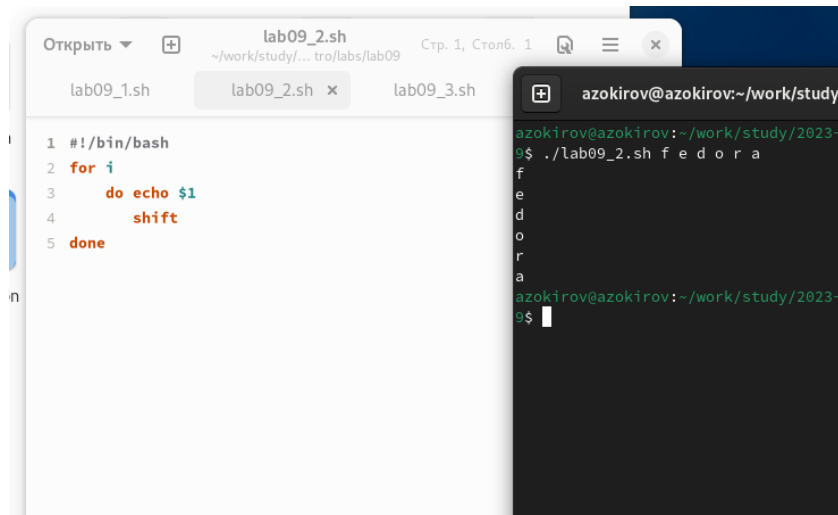 Открыть
lab09_2.sh
~/work/study/... tro/labs/lab09
Стр. 1, Столб. 1
lab09_1.sh
lab09_2.sh
lab09_3.sh
1 #!/bin/bash
2 for i
3     do echo $1
4        shift
5 done
azokirov@azokirov:~/work/study
azokirov@azokirov:~/work/study/2023-
9$ ./lab09_2.sh f e d o r a
f
e
d
o
r
a
azokirov@azokirov:~/work/study/2023-
9$